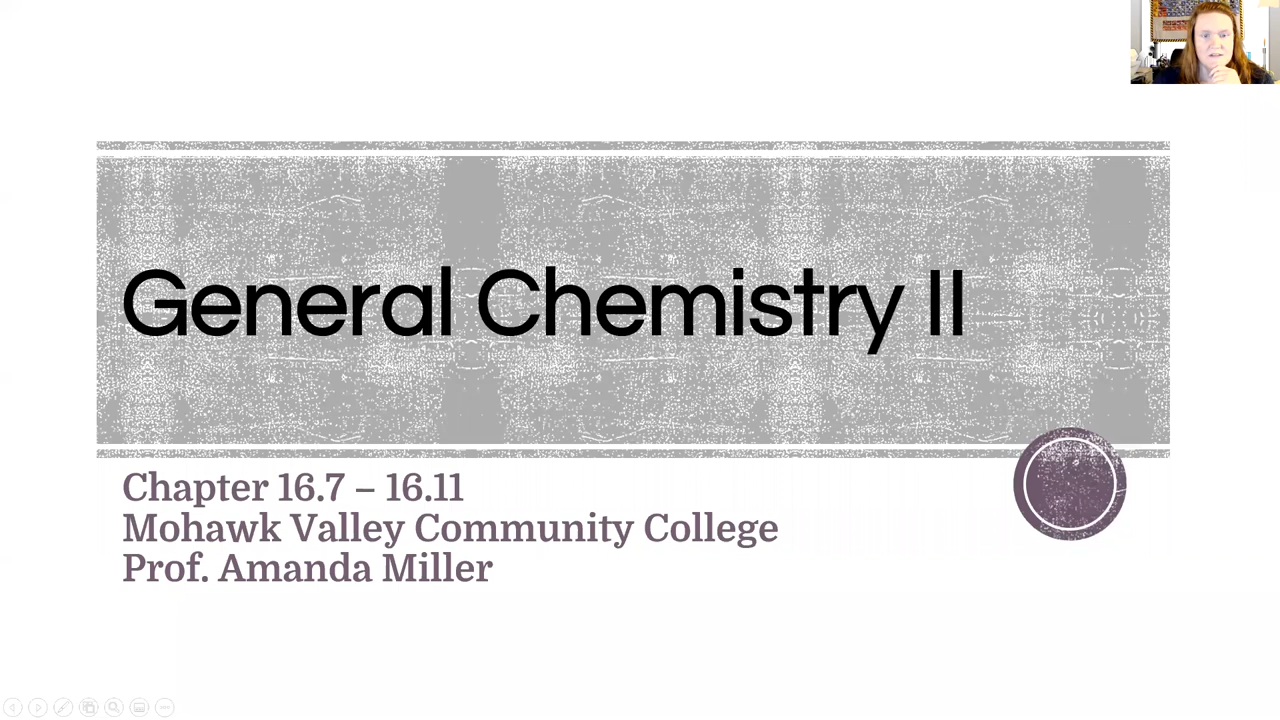 General Chemistry II
Chapter 16.7 – 16.11
Mohawk Valley Community College
Prof. Amanda Miller